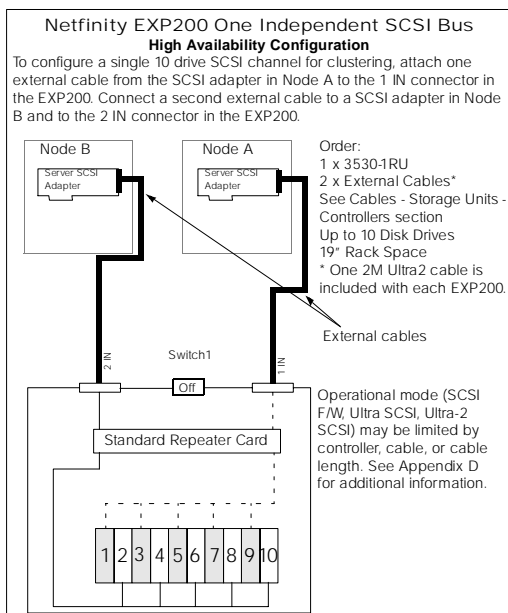 Netfinity EXP200 One Independent SCSI Bus
High Availability Configuration
To configure a single 10 drive SCSI channel for clustering, attach one
external cable from the SCSI adapter in Node A to the 1 IN connector in
the EXP200. Connect a second external cable to a SCSI adapter in Node
B and to the 2 IN connector in the EXP200.
Node B
Server SCSI
Adapter
Node A
Server SCSI
Adapter
Order:
1 x 3530-1RU
2 x External Cables*
See Cables - Storage Units -
Controllers section
Up to 10 Disk Drives
19" Rack Space
* One 2M Ultra2 cable is
included with each EXP200.
External cables
2 IN
Switch1
1 IN
Off
Operational mode (SCSI
F/W, Ultra SCSI, Ultra-2
SCSI) may be limited by
controller, cable, or cable
length. See Appendix D
for additional information.
Standard Repeater Card
1 2 3 4 5 6 7 8 9 10